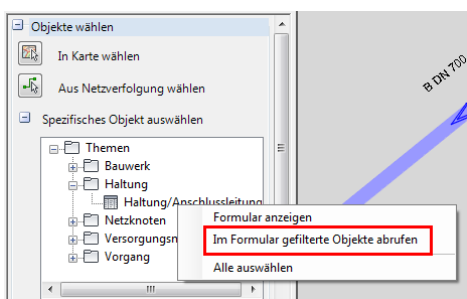 Objekte wählen
In Karte wählen
Aus Netzverfolgung wählen
Spezifisches Objekt auswählen
Themen
Bauwerk
Haltung
Haltung/Anschlussleitung
Netzknoten
Vorgang
Formular anzeigen
Im Formular gefilterte Objekte abrufen
Alle auswählen
B DN 700